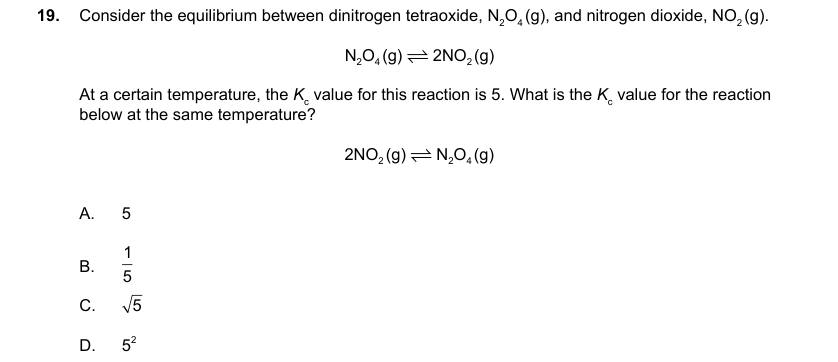 19. Consider the equilibrium between dinitrogen tetraoxide, N₂O₄(g), and nitrogen dioxide, NO₂(g).
N₂O₄(g) ⇌ 2NO₂(g)
At a certain temperature, the K꜀ value for this reaction is 5. What is the K꜀ value for the reaction
below at the same temperature?
2NO₂(g) ⇌ N₂O₄(g)
A. 5
B. 1/5
C. √5
D. 5²